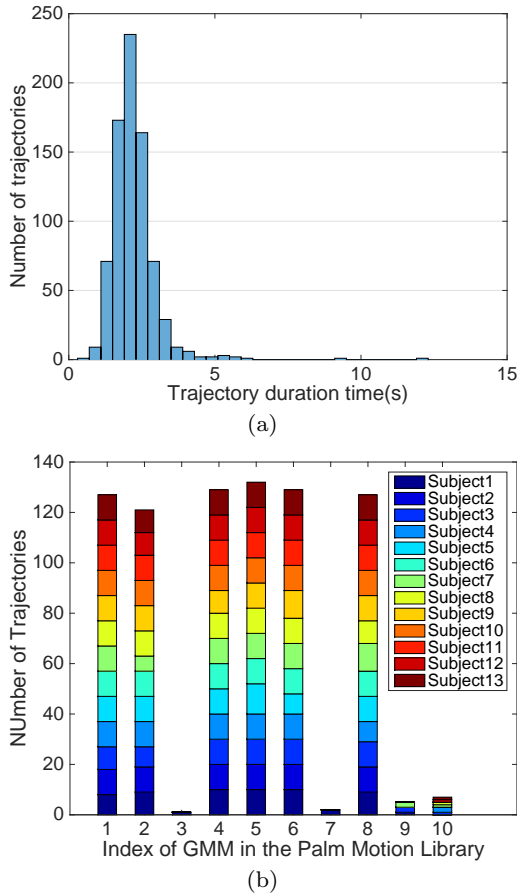 250
200
150
100
50
0
Number of trajectories
0 5 10 15
Trajectory duration time(s)
(a)
140
120
100
80
60
40
20
0
NUmber of Trajectories
Subject1
Subject2
Subject3
Subject4
Subject5
Subject6
Subject7
Subject8
Subject9
Subject10
Subject11
Subject12
Subject13
1 2 3 4 5 6 7 8 9 10
Index of GMM in the Palm Motion Library
(b)